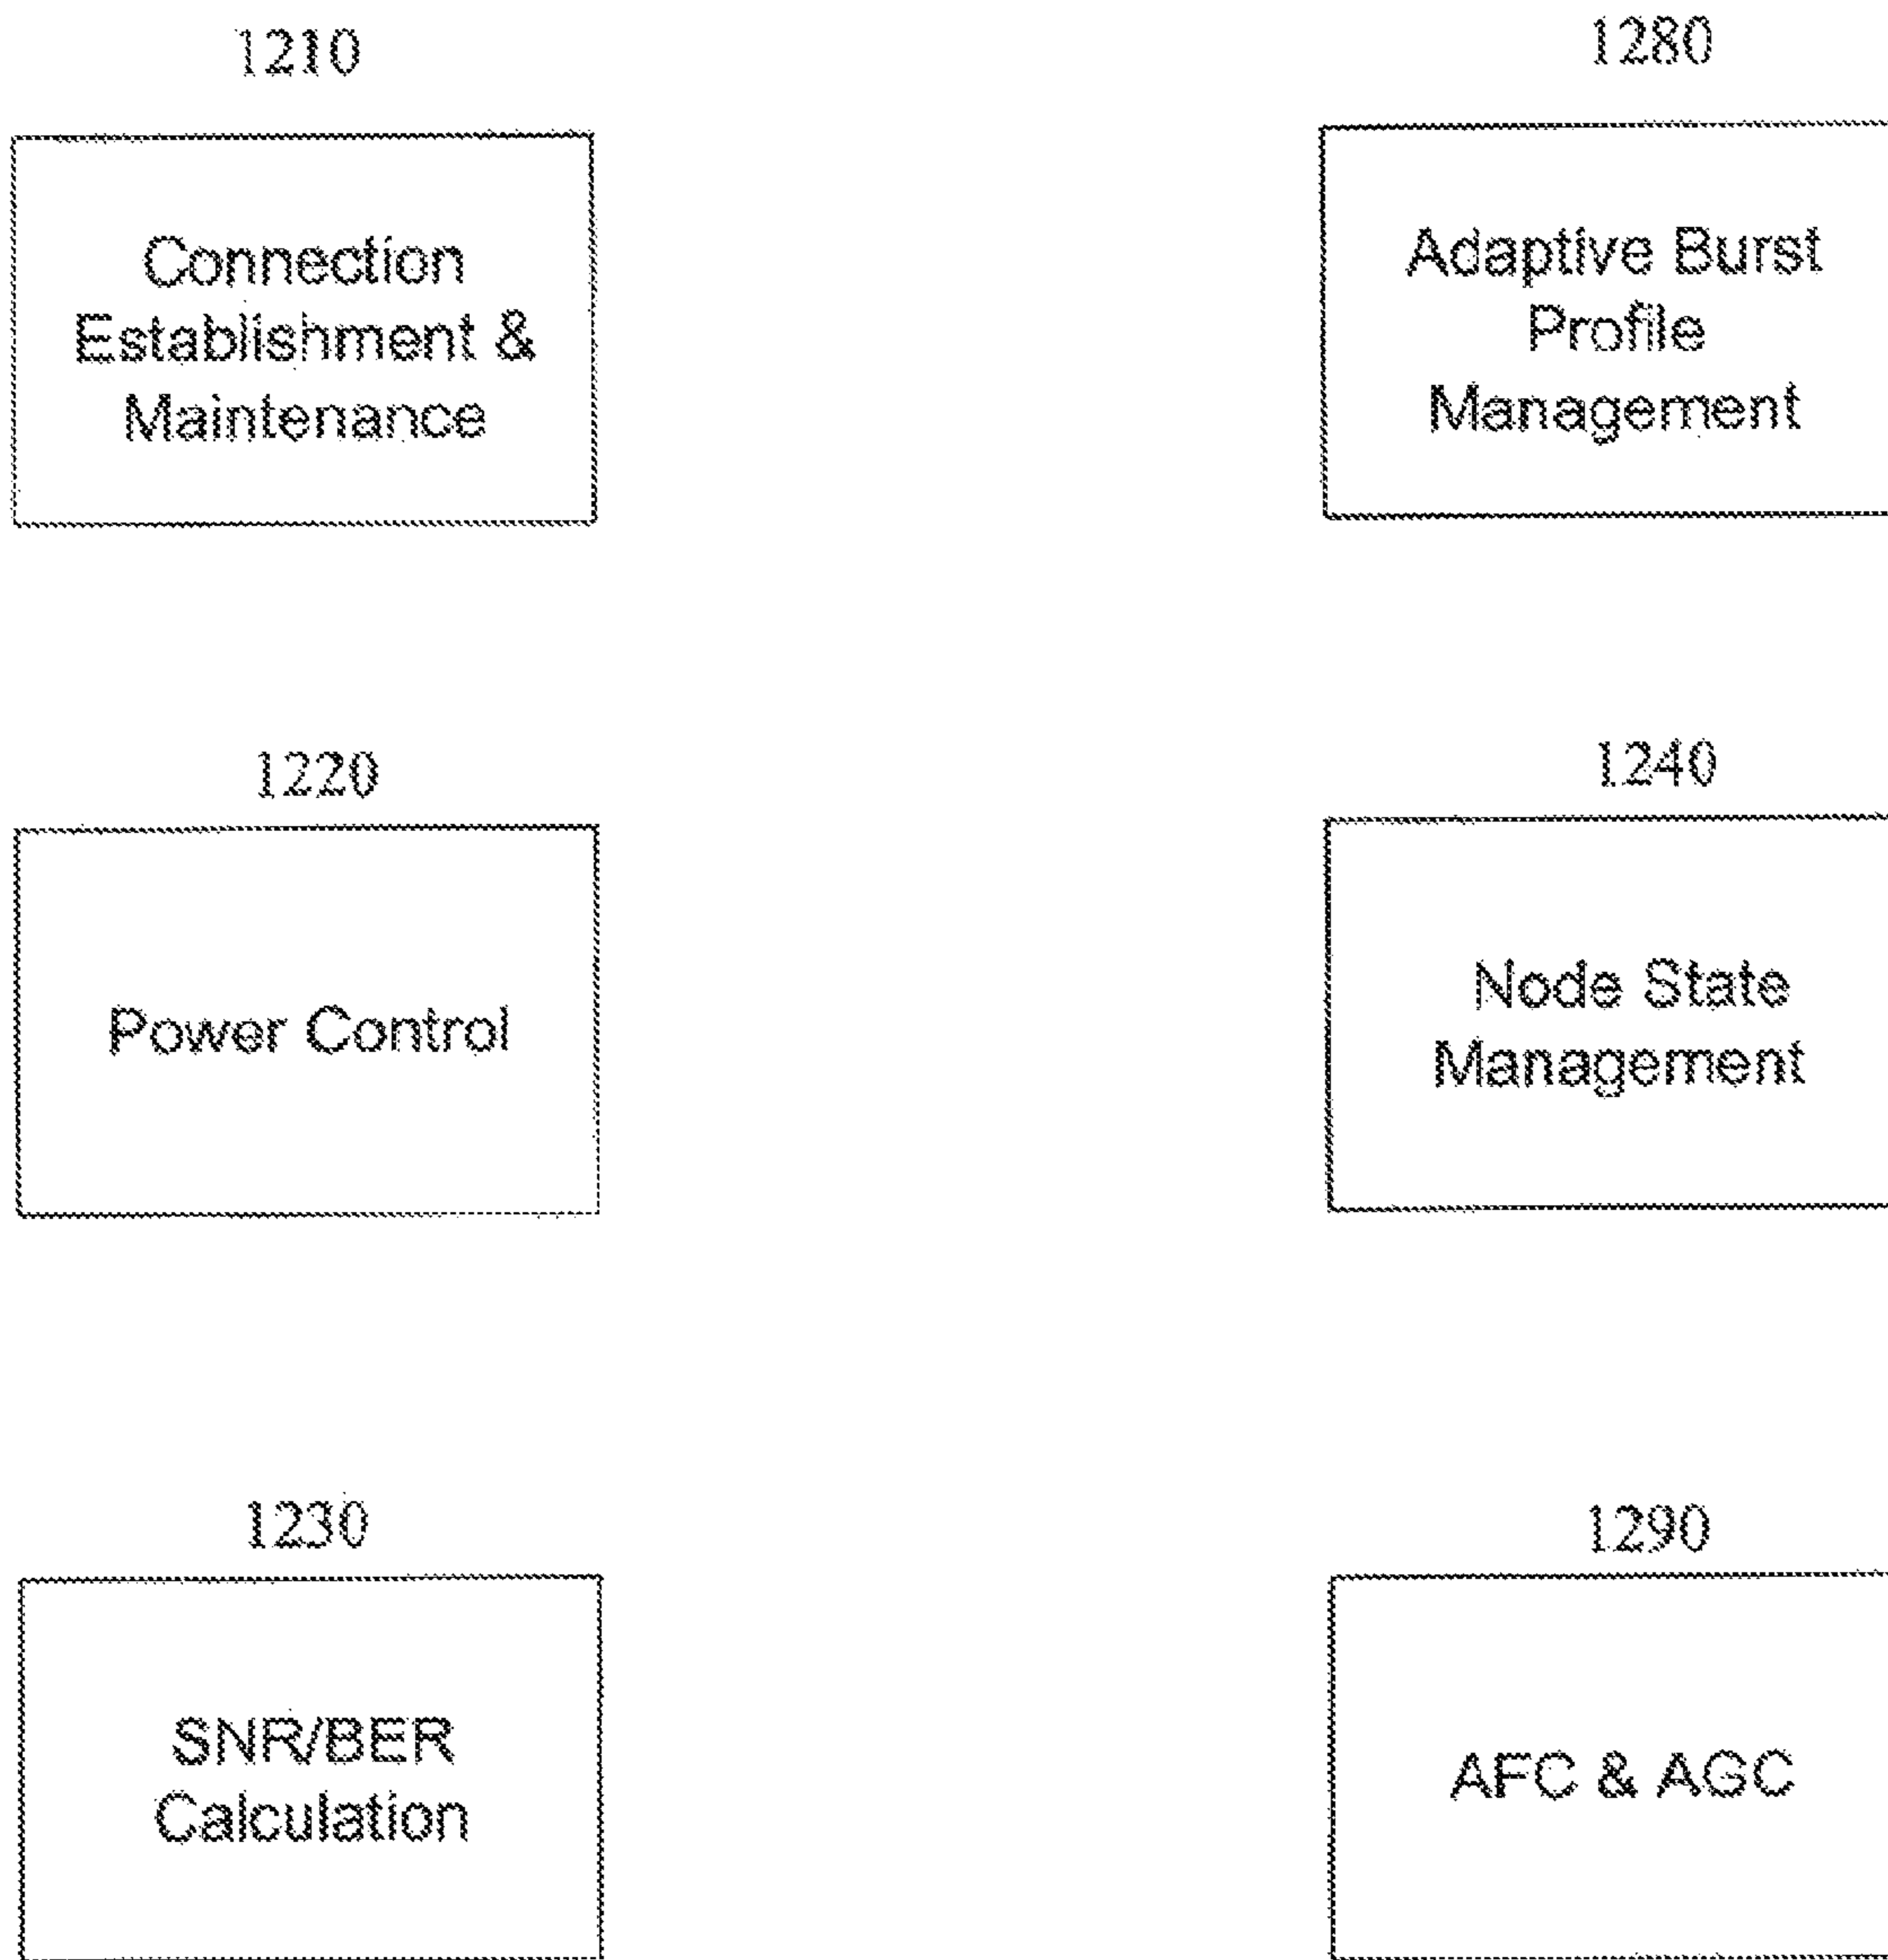 1210
Connection
Establishment &
Maintenance
1280
Adaptive Burst
Profile
Management
1220
Power Control
1240
Node State
Management
1230
SNR/BER
Calculation
1290
AFC & AGC